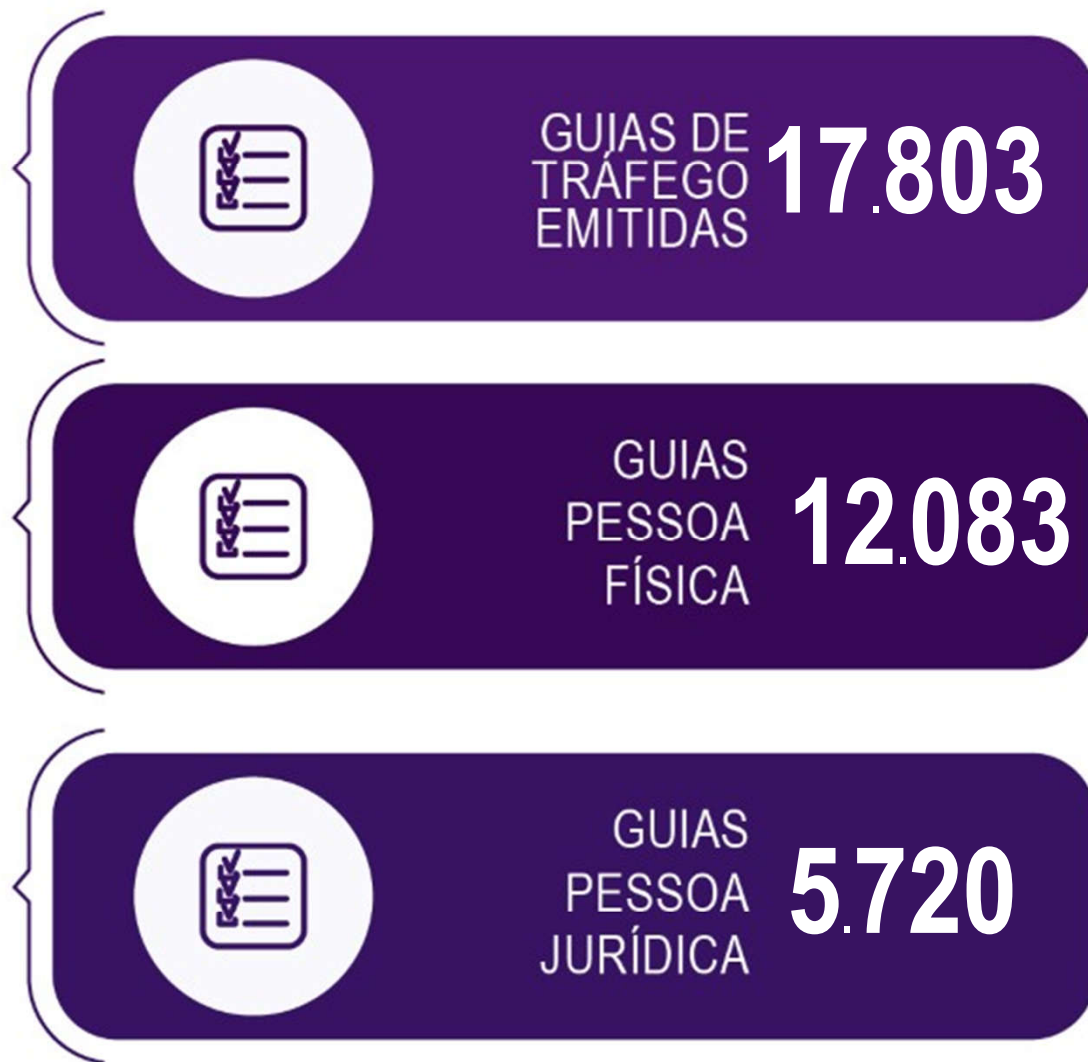 GUIAS DE
TRÁFEGO
EMITIDAS
17.803
GUIAS
PESSOA
FÍSICA
12.083
GUIAS
PESSOA
JURÍDICA
5.720